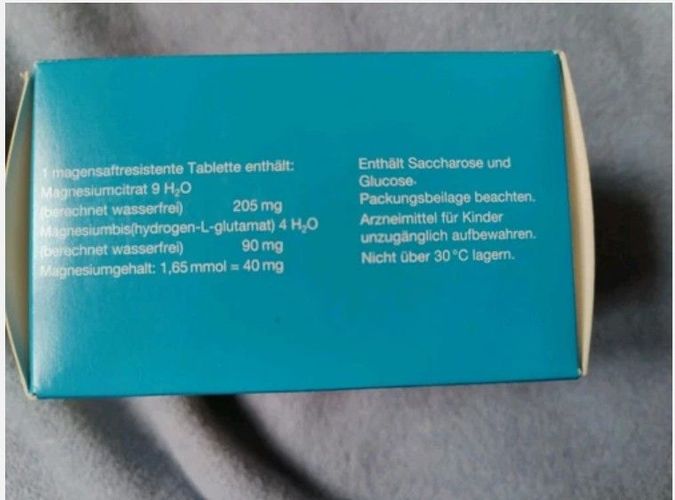 1 magensaftresistente Tablette enthält:
Magnesiumcitrat 9 H₂O
(berechnet wasserfrei) 205 mg
Magnesiumbis(hydrogen-L-glutamat) 4 H₂O
(berechnet wasserfrei) 90 mg
Magnesiumgehalt: 1,65 mmol = 40 mg
Enthält Saccharose und
Glucose.
Packungsbeilage beachten.
Arzneimittel für Kinder
unzugänglich aufbewahren.
Nicht über 30 °C lagern.